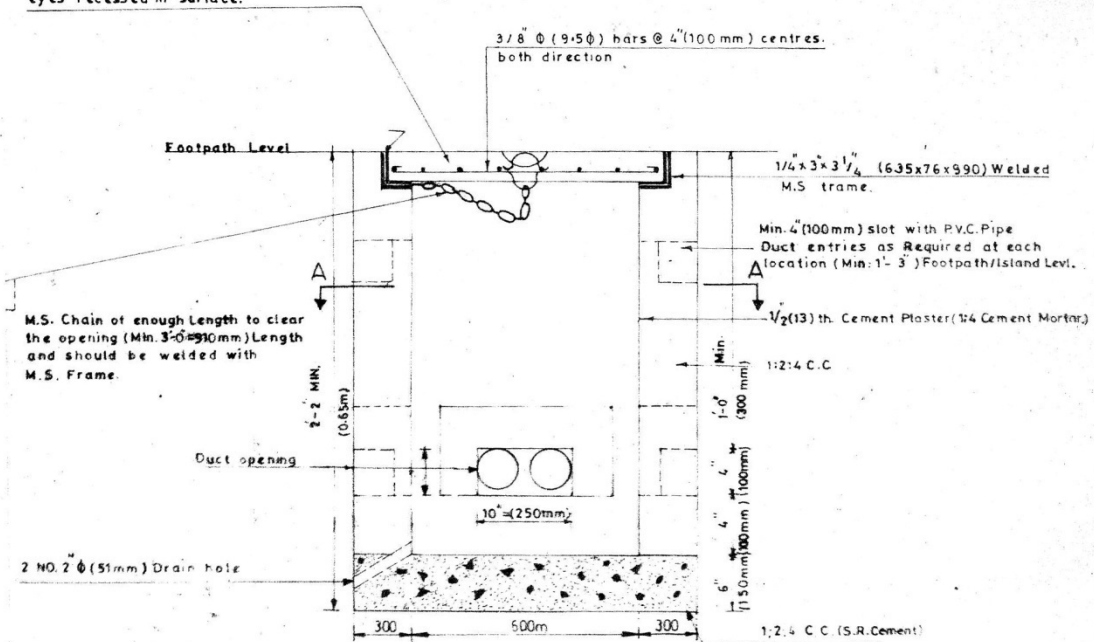 eyes recessed in surface.
3/8" Φ (9.5Φ) bars @ 4"(100 mm) centres.
both direction
Footpath Level
1/4" x 3" x 3 1/4 (6.35x76x990) Welded
M.S frame.
Min. 4"(100mm) slot with P.V.C. Pipe
Duct entries as Required at each
location (Min: 1'- 3") Footpath/Island Levl.
A
A
M.S. Chain of enough Length to clear
the opening (Min. 3'-0"=910mm) Length
and should be welded with
M.S. Frame.
1/2(13) th. Cement Plaster(1:4 Cement Mortar)
1:2:4 C.C
2'-2" MIN.
(0.65m)
Min.
1'-0"
(300 mm)
Duct opening
4"
(100mm)
10"=(250mm)
4"
(100mm)
2 NO. 2"Φ (51mm) Drain hole
6"
(150mm)
300
600m
300
1:2:4 C C (S.R.Cement)